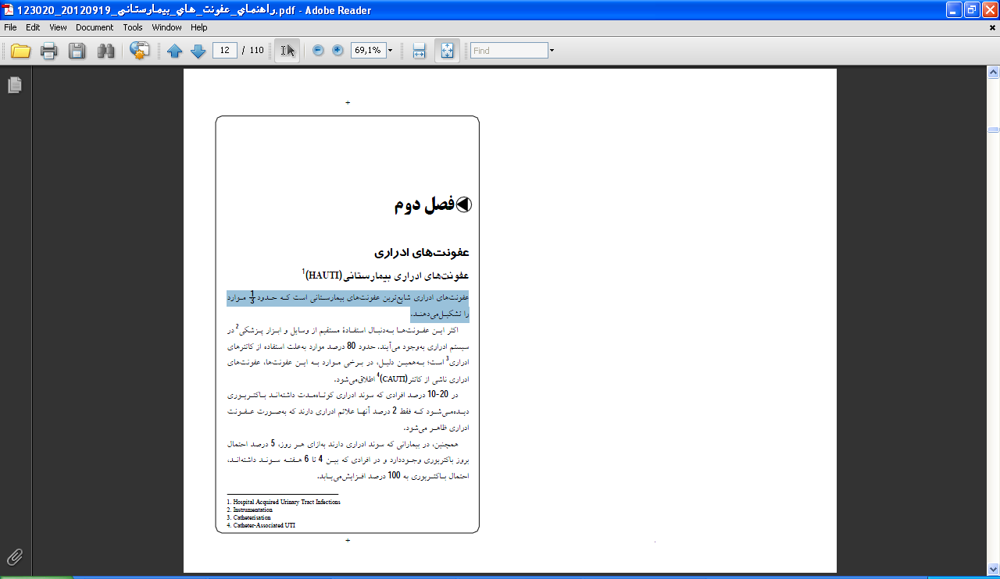 123020_20120919_راهنماي_عفونت_هاي_بيمارستاني.pdf - Adobe Reader
File Edit View Document Tools Window Help
12 / 110 69,1% Find
فصل دوم
عفونت‌های ادراری
عفونت‌های ادراری بیمارستانی (HAUTI)1
عفونت‌های ادراری شایع‌ترین عفونت‌های بیمارستانی است که حدود 1/3 موارد
را تشکیل‌می‌دهند.
اکثر این عفونت‌ها به‌دنبال استفادهٔ مستقیم از وسایل و ابزار پزشکی2 در
سیستم ادراری به‌وجود می‌آیند. حدود 80 درصد موارد به‌علت استفاده از کاتترهای
ادراری3 است؛ به‌همین دلیل، در برخی موارد به این عفونت‌ها، عفونت‌های
ادراری ناشی از کاتتر(CAUTI)4 اطلاق‌می‌شود.
در 20-10 درصد افرادی که سوند ادراری کوتاه‌مدت داشته‌اند باکتریوری
دیده‌می‌شود که فقط 2 درصد آنها علائم ادراری دارند که به‌صورت عفونت
ادراری ظاهر می‌شود.
همچنین، در بیمارانی که سوند ادراری دارند به‌ازای هر روز، 5 درصد احتمال
بروز باکتریوری وجوددارد و در افرادی که بین 4 تا 6 هفته سوند داشته‌اند،
احتمال باکتریوری به 100 درصد افزایش‌می‌یابد.
1. Hospital Acquired Urinary Tract Infections
2. Instrumentation
3. Catheterisation
4. Catheter-Associated UTI